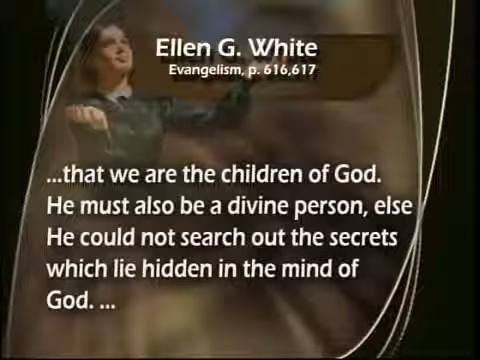 Ellen G. White
Evangelism, p. 616,617
...that we are the children of God.
He must also be a divine person, else
He could not search out the secrets
which lie hidden in the mind of
God. ...